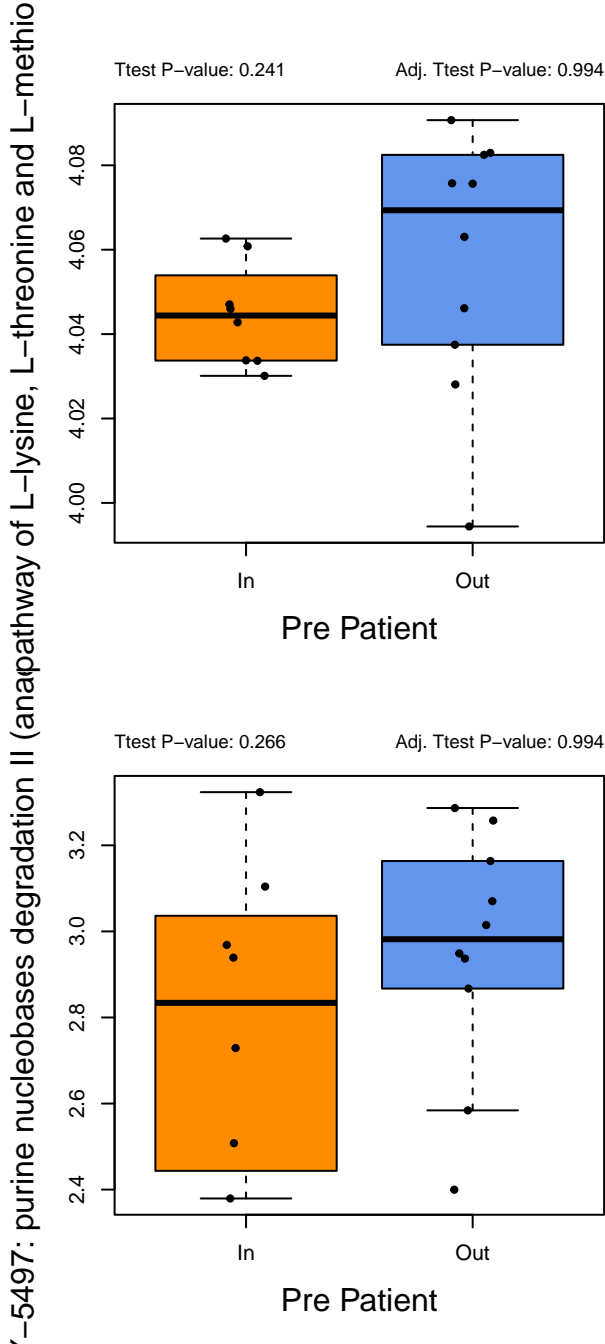 Ttest P−value: 0.241
Adj. Ttest P−value: 0.994
pathway of L−lysine, L−threonine and L−methio
4.08
4.06
4.04
4.02
4.00
In
Out
Pre Patient
Ttest P−value: 0.266
Adj. Ttest P−value: 0.994
−5497: purine nucleobases degradation II (ana
3.2
3.0
2.8
2.6
2.4
In
Out
Pre Patient